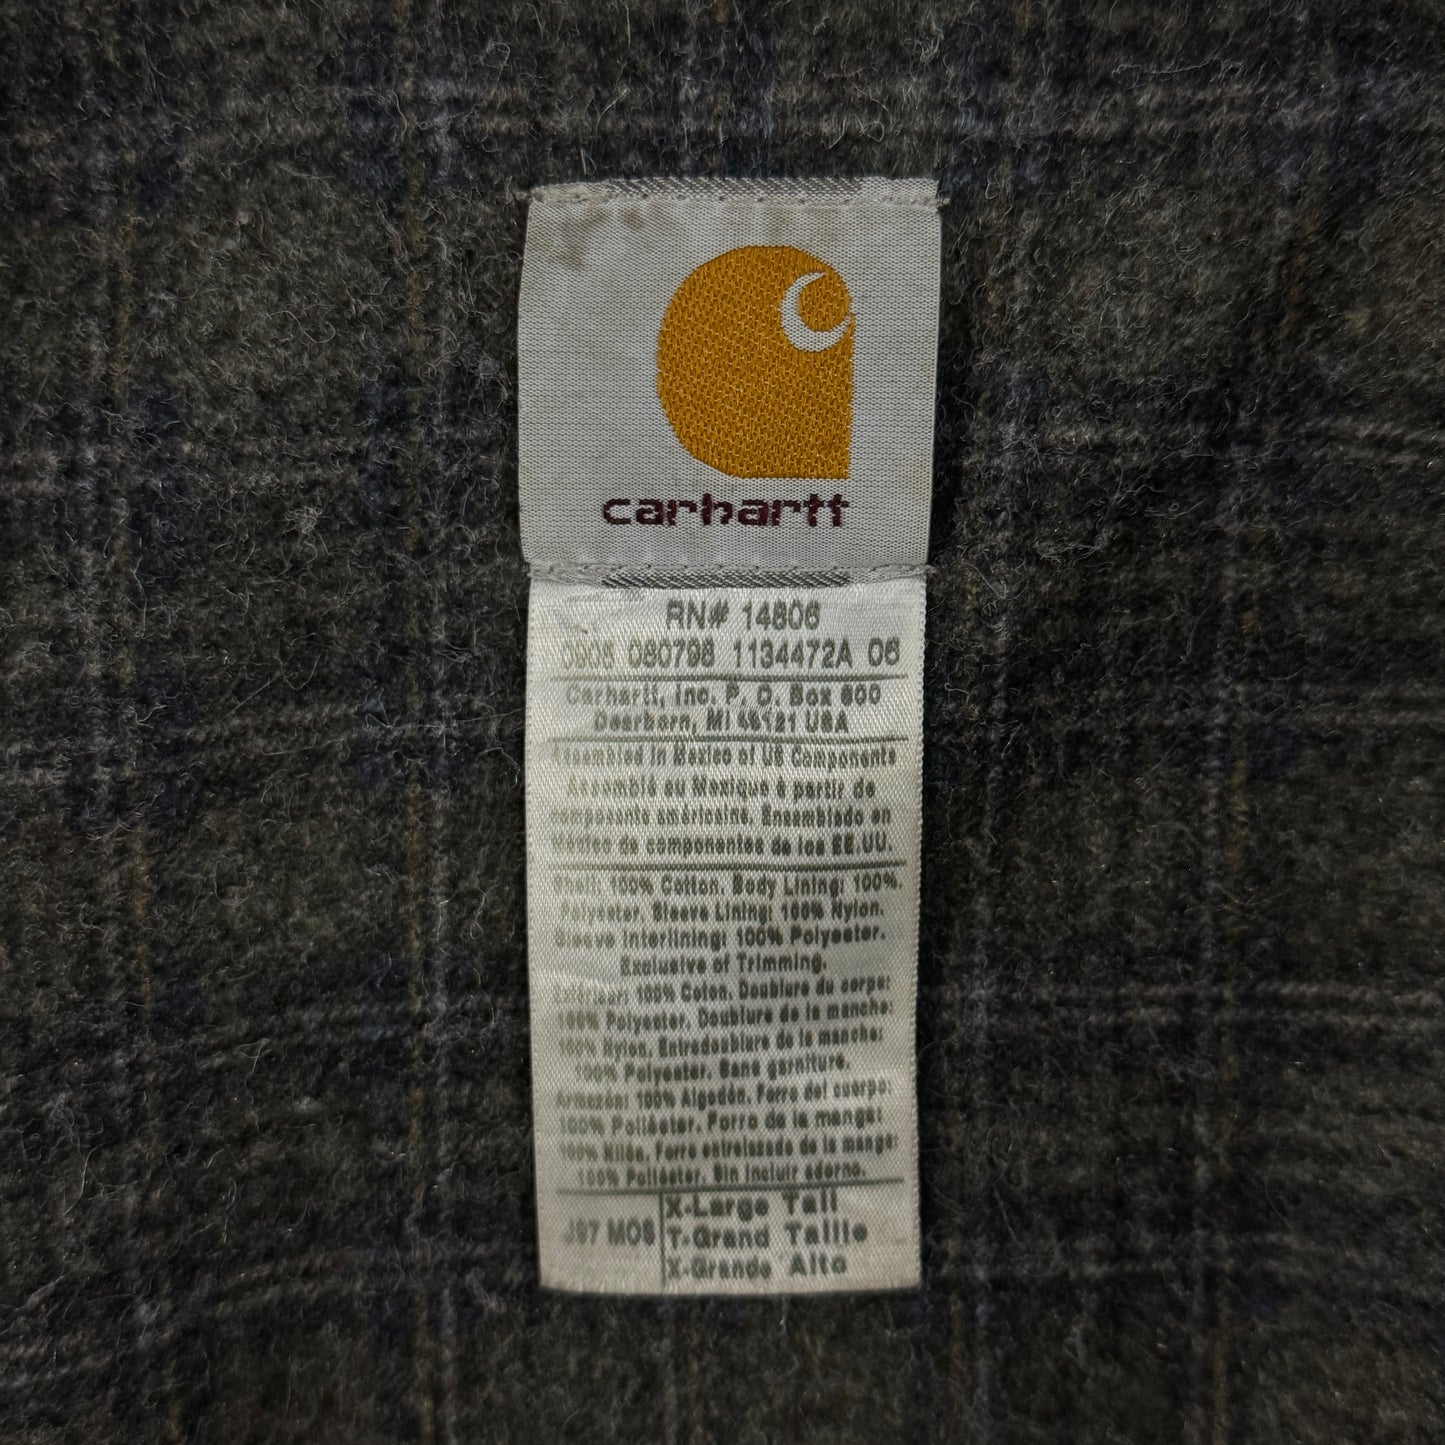 carhartt
RN# 14806
0908 080798 1134472A 06
Carhartt, Inc. P. O. Box 600
Dearborn, MI 48121 USA
Assembled in Mexico of US Components
Assemblé au Mexique à partir de
composants américains. Ensamblado en
México de componentes de los EE.UU.
Shell: 100% Cotton. Body Lining: 100%
Polyester. Sleeve Lining: 100% Nylon.
Sleeve Interlining: 100% Polyester.
Exclusive of Trimming.
Extérieur: 100% Coton. Doublure du corps:
100% Polyester. Doublure de la manche:
100% Nylon. Entredoublure de la manche:
100% Polyester. Sans garniture.
100% Algodón. Forro del cuerpo:
100% Poliéster. Forro de la manga:
100% Nilón. Forro entrelazado de la manga:
100% Poliéster. Sin incluir adorno.
J97 MOS
X-Large Tall
T-Grand Taille
X-Grande Alto